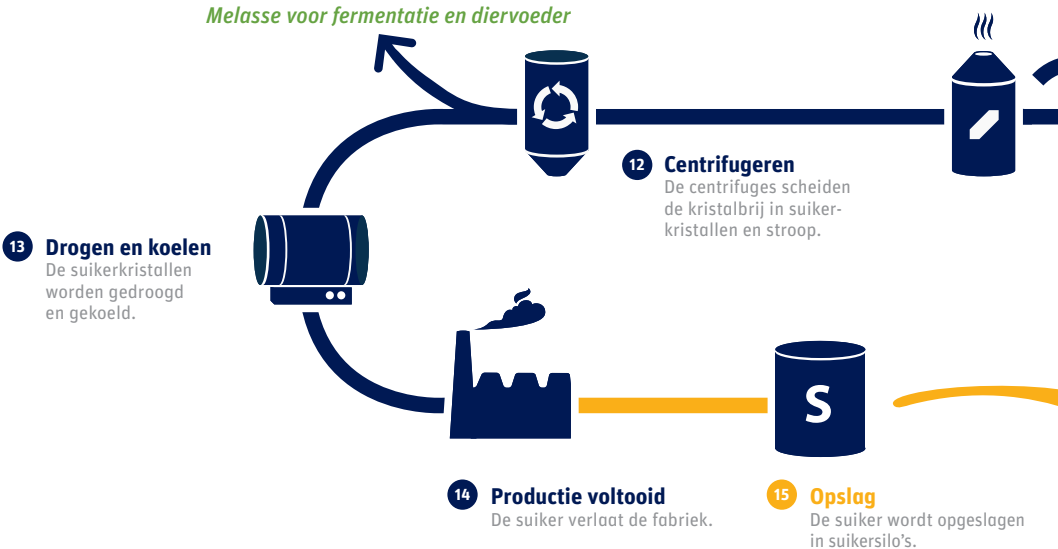 Melasse voor fermentatie en diervoeder
12 Centrifugeren
De centrifuges scheiden
de kristalbrij in suiker-
kristallen en stroop.
13 Drogen en koelen
De suikerkristallen
worden gedroogd
en gekoeld.
S
14 Productie voltooid
De suiker verlaat de fabriek.
15 Opslag
De suiker wordt opgeslagen
in suikersilo's.